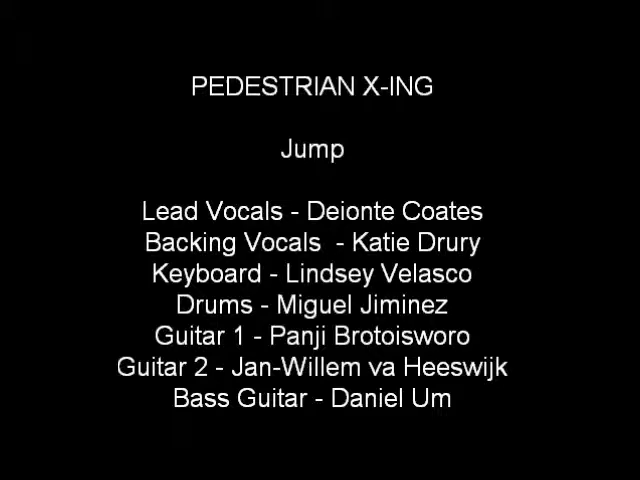 PEDESTRIAN X-ING
Jump
Lead Vocals - Deionte Coates
Backing Vocals  - Katie Drury
Keyboard - Lindsey Velasco
Drums - Miguel Jiminez
Guitar 1 - Panji Brotoisworo
Guitar 2 - Jan-Willem va Heeswijk
Bass Guitar - Daniel Um